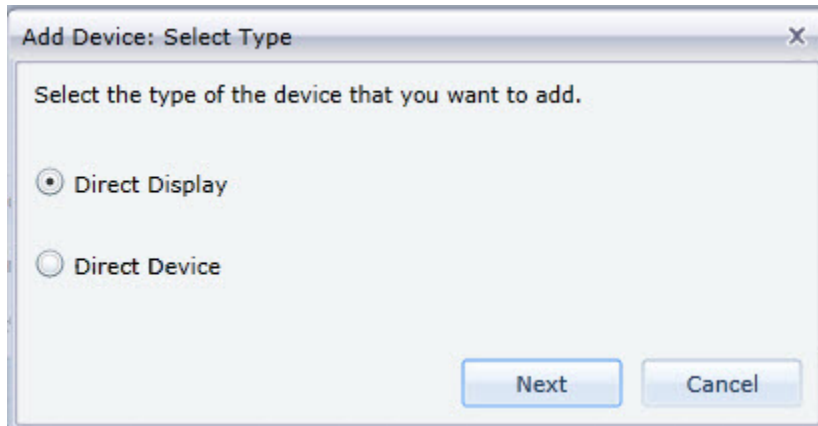 Add Device: Select Type
Select the type of the device that you want to add.
Direct Display
Direct Device
Next Cancel